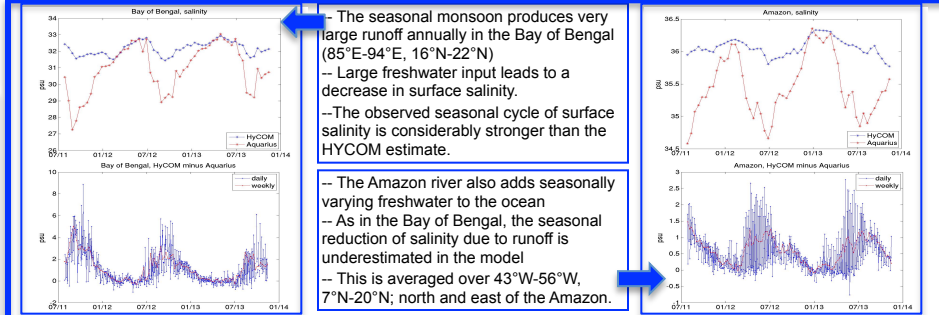 Bay of Bengal, salinity
34
33
32
31
30
29
28
27
26
psu
HyCOM
Aquarius
07/11 01/12 07/12 01/13 07/13 01/14
Bay of Bengal, HyCOM minus Aquarius
10
8
6
4
2
0
-2
psu
daily
weekly
07/11 01/12 07/12 01/13 07/13 01/14
-- The seasonal monsoon produces very
large runoff annually in the Bay of Bengal
(85°E-94°E, 16°N-22°N)
-- Large freshwater input leads to a
decrease in surface salinity.
--The observed seasonal cycle of surface
salinity is considerably stronger than the
HYCOM estimate.
-- The Amazon river also adds seasonally
varying freshwater to the ocean
-- As in the Bay of Bengal, the seasonal
reduction of salinity due to runoff is
underestimated in the model
-- This is averaged over 43°W-56°W,
7°N-20°N; north and east of the Amazon.
Amazon, salinity
36.5
36
35.5
35
34.5
psu
HyCOM
Aquarius
07/11 01/12 07/12 01/13 07/13 01/14
Amazon, HyCOM minus Aquarius
3
2.5
2
1.5
1
0.5
0
-0.5
-1
psu
daily
weekly
07/11 01/12 07/12 01/13 07/13 01/14